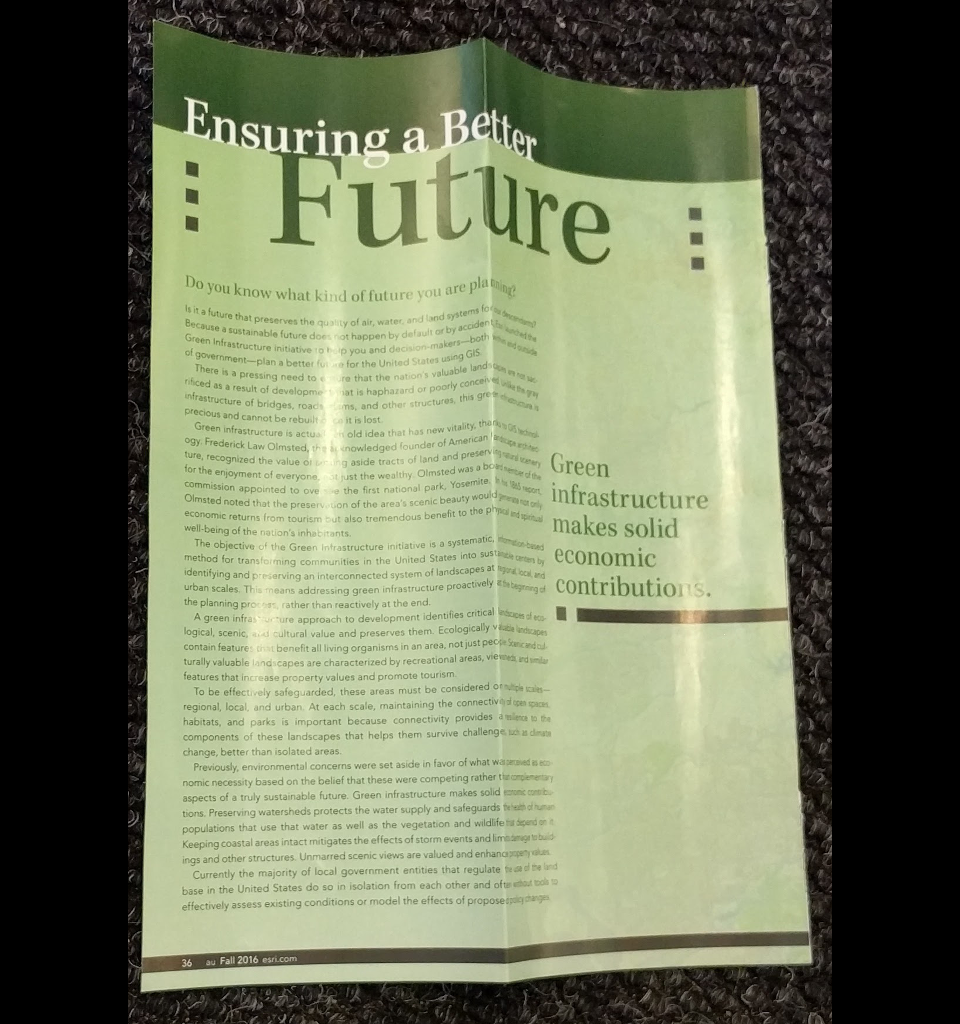 Ensuring a Better
Future
Do you know what kind of future you are planning?
Is it a future that preserves the quality of air, water, and land systems for our descendants?
Because a sustainable future does not happen by default or by accident, Esri launched the
Green Infrastructure initiative to help you and decision-makers—both inside and outside
of government—plan a better future for the United States using GIS.
There is a pressing need to ensure that the nation's valuable landscapes are not sac-
rificed as a result of development that is haphazard or poorly conceived. Unlike the gray
infrastructure of bridges, roads, dams, and other structures, this green infrastructure is
precious and cannot be rebuilt once it is lost.
Green infrastructure is actually an old idea that has new vitality, thanks to GIS technol-
ogy. Frederick Law Olmsted, the acknowledged founder of American landscape architec-
ture, recognized the value of setting aside tracts of land and preserving natural scenery
for the enjoyment of everyone, not just the wealthy. Olmsted was a board member of the
commission appointed to oversee the first national park, Yosemite. In his 1865 report,
Olmsted noted that the preservation of the area's scenic beauty would generate not only
economic returns from tourism but also tremendous benefit to the physical and spiritual
well-being of the nation's inhabitants.
The objective of the Green Infrastructure initiative is a systematic, information-based
method for transforming communities in the United States into sustainable centers by
identifying and preserving an interconnected system of landscapes at regional, local, and
urban scales. This means addressing green infrastructure proactively at the beginning of
the planning process, rather than reactively at the end.
A green infrastructure approach to development identifies critical landscapes of eco-
logical, scenic, and cultural value and preserves them. Ecologically valuable landscapes
contain features that benefit all living organisms in an area, not just people. Scenic and cul-
turally valuable landscapes are characterized by recreational areas, viewsheds, and similar
features that increase property values and promote tourism.
To be effectively safeguarded, these areas must be considered on multiple scales—
regional, local, and urban. At each scale, maintaining the connectivity of open spaces,
habitats, and parks is important because connectivity provides a resilience to the
components of these landscapes that helps them survive challenges, such as climate
change, better than isolated areas.
Previously, environmental concerns were set aside in favor of what was perceived as eco-
nomic necessity based on the belief that these were competing rather than complementary
aspects of a truly sustainable future. Green infrastructure makes solid economic contribu-
tions. Preserving watersheds protects the water supply and safeguards the health of human
populations that use that water as well as the vegetation and wildlife that depend on it.
Keeping coastal areas intact mitigates the effects of storm events and limits damage to build-
ings and other structures. Unmarred scenic views are valued and enhance property values.
Currently the majority of local government entities that regulate the use of the land
base in the United States do so in isolation from each other and often without tools to
effectively assess existing conditions or model the effects of proposed policy changes.
Green
infrastructure
makes solid
economic
contributions.
36 au Fall 2016 esri.com